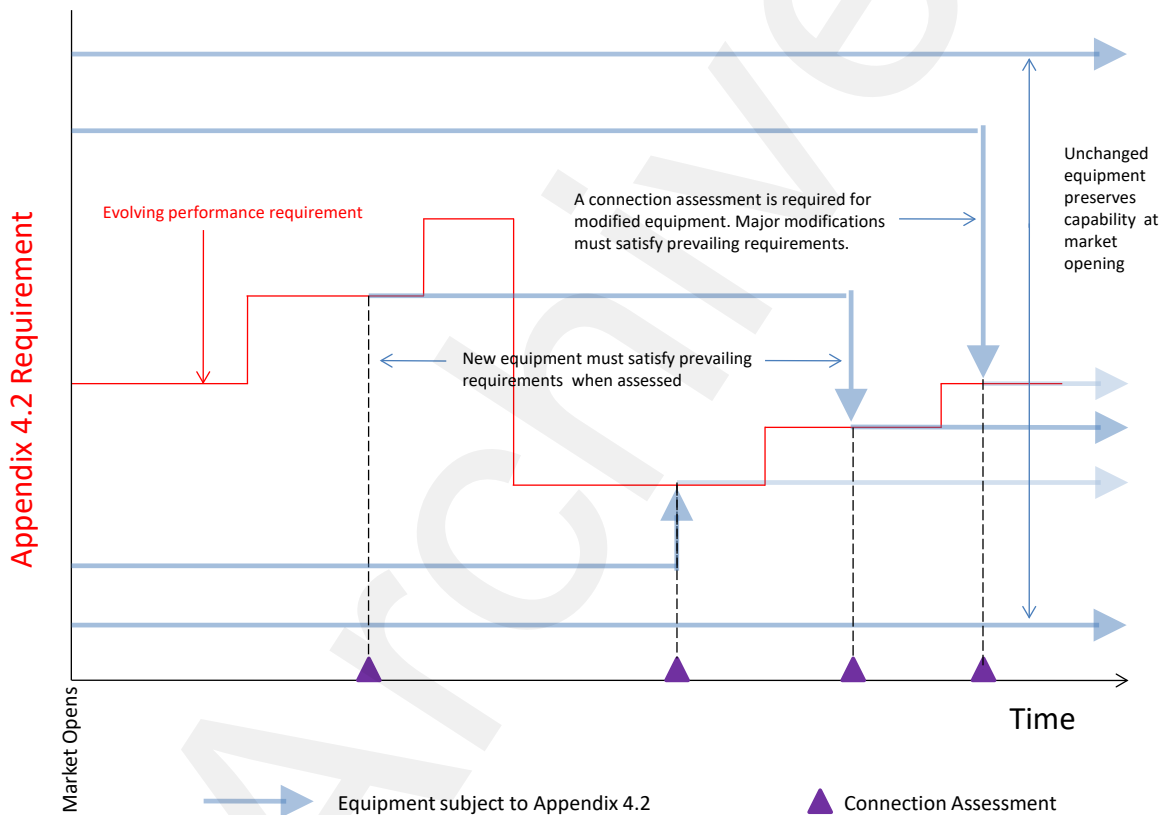 Evolving performance requirement
A connection assessment is required for
modified equipment. Major modifications
must satisfy prevailing requirements.
Unchanged
equipment
preserves
capability at
market
opening
New equipment must satisfy prevailing
requirements when assessed
Appendix 4.2 Requirement
Market Opens
Time
Equipment subject to Appendix 4.2
Connection Assessment
Archive